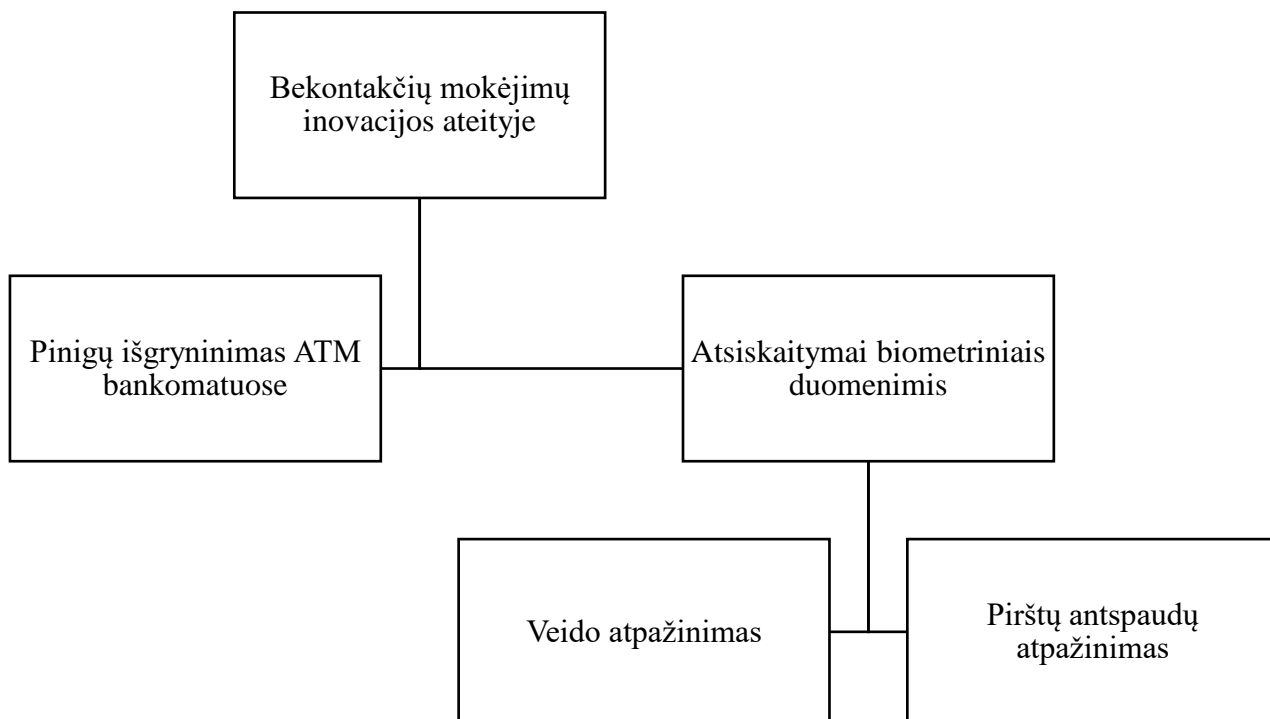 Bekontakčių mokėjimų
inovacijos ateityje
Pinigų išgryninimas ATM
bankomatuose
Atsiskaitymai biometriniais
duomenimis
Veido atpažinimas
Pirštų antspaudų
atpažinimas